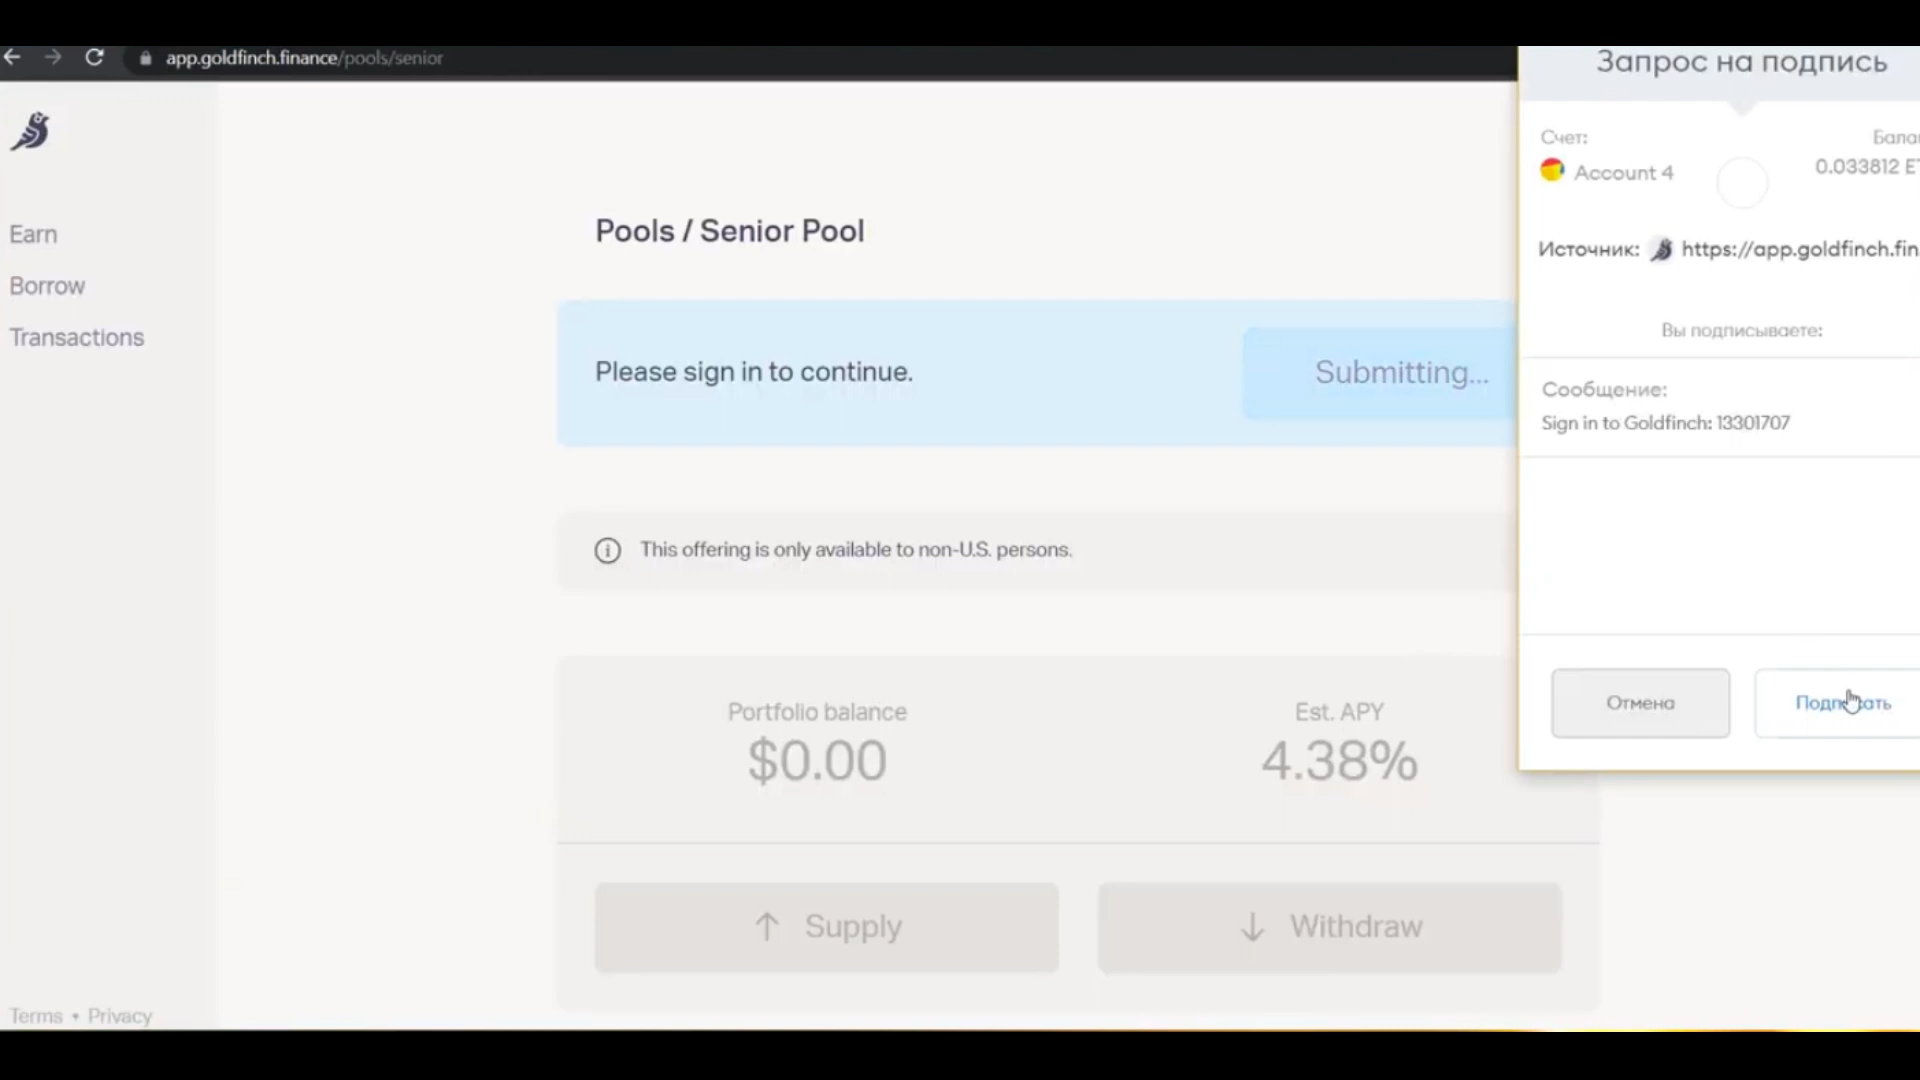 app.goldfinch.finance/pools/senior
Earn
Borrow
Transactions
Terms • Privacy
Pools / Senior Pool
Please sign in to continue.
Submitting...
This offering is only available to non-U.S. persons.
Portfolio balance
$0.00
Est. APY
4.38%
↑ Supply
↓ Withdraw
Запрос на подпись
Счет:
Account 4
0.033812
Источник: https://app.goldfinch.fin
Вы подписываете:
Сообщение:
Sign in to Goldfinch: 13301707
Отмена
Подписать